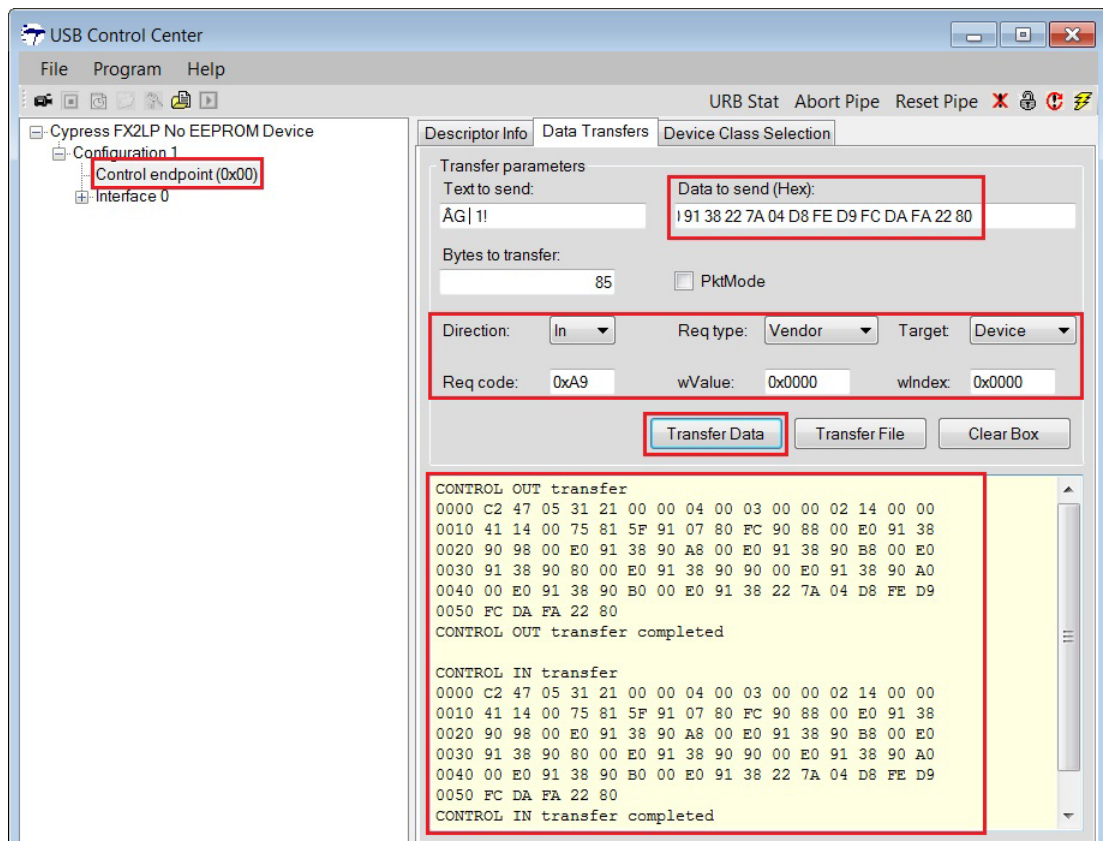 USB Control Center
File Program Help
URB Stat Abort Pipe Reset Pipe
Cypress FX2LP No EEPROM Device
Configuration 1
Control endpoint (0x00)
Interface 0
Descriptor Info Data Transfers Device Class Selection
Transfer parameters
Text to send: Data to send (Hex):
ÂG| 1! 91 38 22 7A 04 D8 FE D9 FC DA FA 22 80
Bytes to transfer:
85 PktMode
Direction: In Req type: Vendor Target: Device
Req code: 0xA9 wValue: 0x0000 wIndex: 0x0000
Transfer Data Transfer File Clear Box
CONTROL OUT transfer
0000 C2 47 05 31 21 00 00 04 00 03 00 00 02 14 00 00
0010 41 14 00 75 81 5F 91 07 80 FC 90 88 00 E0 91 38
0020 90 98 00 E0 91 38 90 A8 00 E0 91 38 90 B8 00 E0
0030 91 38 90 80 00 E0 91 38 90 90 00 E0 91 38 90 A0
0040 00 E0 91 38 90 B0 00 E0 91 38 22 7A 04 D8 FE D9
0050 FC DA FA 22 80
CONTROL OUT transfer completed
CONTROL IN transfer
0000 C2 47 05 31 21 00 00 04 00 03 00 00 02 14 00 00
0010 41 14 00 75 81 5F 91 07 80 FC 90 88 00 E0 91 38
0020 90 98 00 E0 91 38 90 A8 00 E0 91 38 90 B8 00 E0
0030 91 38 90 80 00 E0 91 38 90 90 00 E0 91 38 90 A0
0040 00 E0 91 38 90 B0 00 E0 91 38 22 7A 04 D8 FE D9
0050 FC DA FA 22 80
CONTROL IN transfer completed